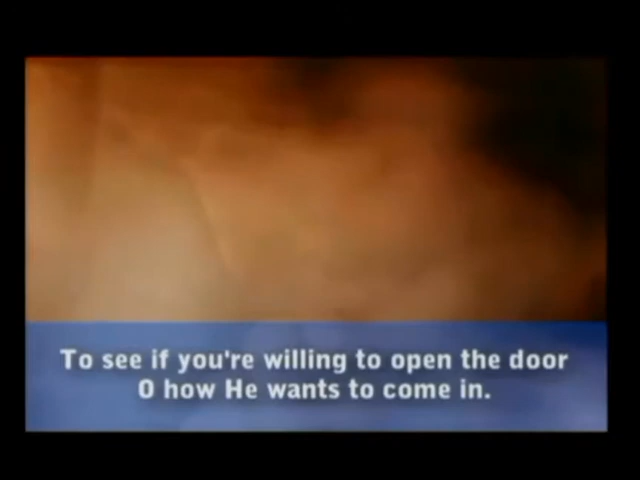 To see if you're willing to open the door
O how He wants to come in.